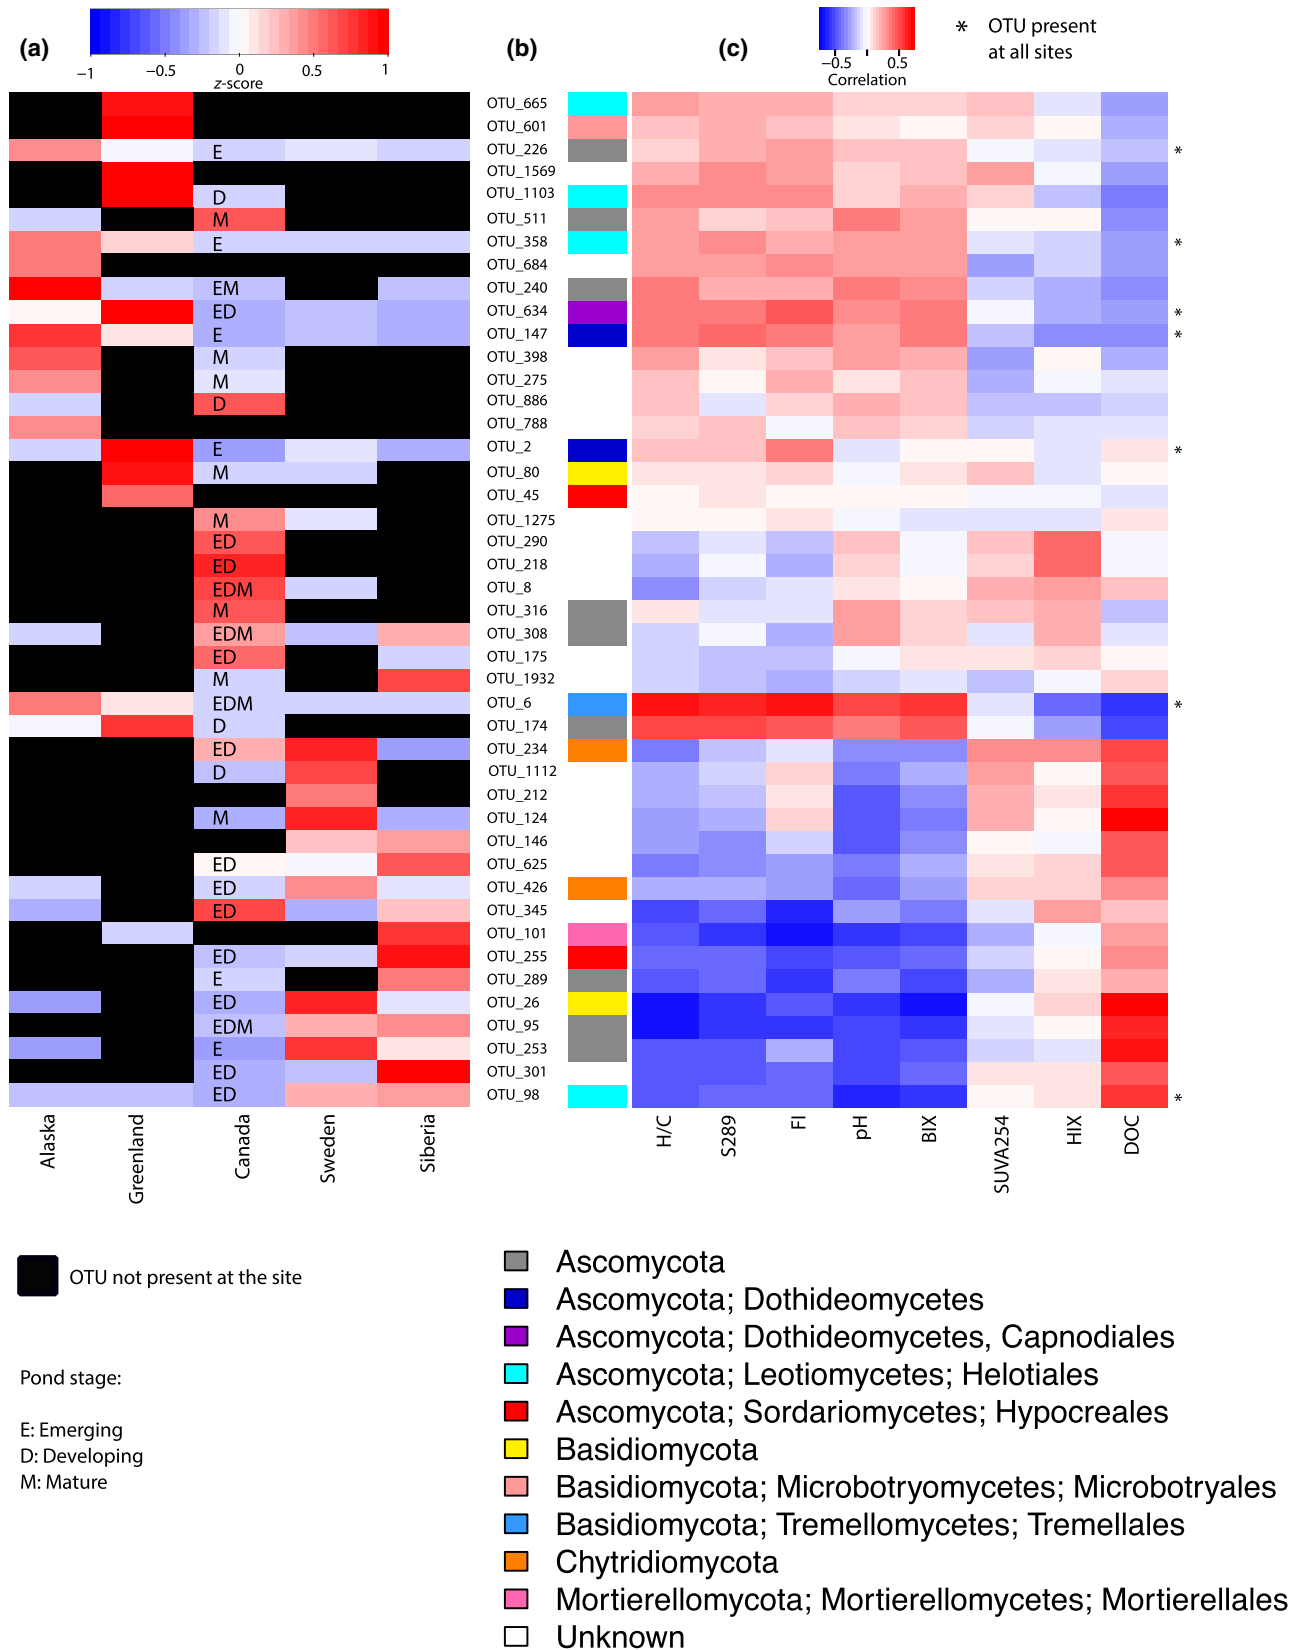 (a)
−1
−0.5
0
0.5
1
z-score
(b)
(c)
−0.5
0.5
Correlation
* OTU present
at all sites
OTU_665
OTU_601
E OTU_226 *
OTU_1569
D OTU_1103
M OTU_511
E OTU_358 *
OTU_684
EM OTU_240
ED OTU_634 *
E OTU_147 *
M OTU_398
M OTU_275
D OTU_886
OTU_788
E OTU_2 *
M OTU_80
OTU_45
M OTU_1275
ED OTU_290
ED OTU_218
EDM OTU_8
M OTU_316
EDM OTU_308
ED OTU_175
M OTU_1932
EDM OTU_6 *
D OTU_174
ED OTU_234
D OTU_1112
OTU_212
M OTU_124
OTU_146
ED OTU_625
ED OTU_426
ED OTU_345
OTU_101
ED OTU_255
E OTU_289
ED OTU_26
EDM OTU_95
E OTU_253
ED OTU_301
ED OTU_98 *
Alaska
Greenland
Canada
Sweden
Siberia
H/C
S289
FI
pH
BIX
SUVA254
HIX
DOC
OTU not present at the site
Pond stage:
E: Emerging
D: Developing
M: Mature
Ascomycota
Ascomycota; Dothideomycetes
Ascomycota; Dothideomycetes, Capnodiales
Ascomycota; Leotiomycetes; Helotiales
Ascomycota; Sordariomycetes; Hypocreales
Basidiomycota
Basidiomycota; Microbotryomycetes; Microbotryales
Basidiomycota; Tremellomycetes; Tremellales
Chytridiomycota
Mortierellomycota; Mortierellomycetes; Mortierellales
Unknown